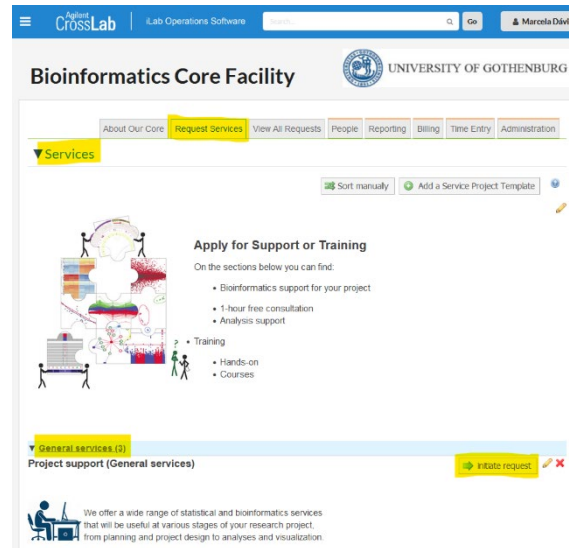 Agilent
CrossLab iLab Operations Software Search... Go Marcela Dávi
Bioinformatics Core Facility UNIVERSITY OF GOTHENBURG
About Our Core Request Services View All Requests People Reporting Billing Time Entry Administration
▼Services
Sort manually Add a Service Project Template
Apply for Support or Training
On the sections below you can find:
• Bioinformatics support for your project
• 1-hour free consultation
• Analysis support
• Training
• Hands-on
• Courses
▼ General services (3)
Project support (General services) initiate request
We offer a wide range of statistical and bioinformatics services
that will be useful at various stages of your research project,
from planning and project design to analyses and visualization.